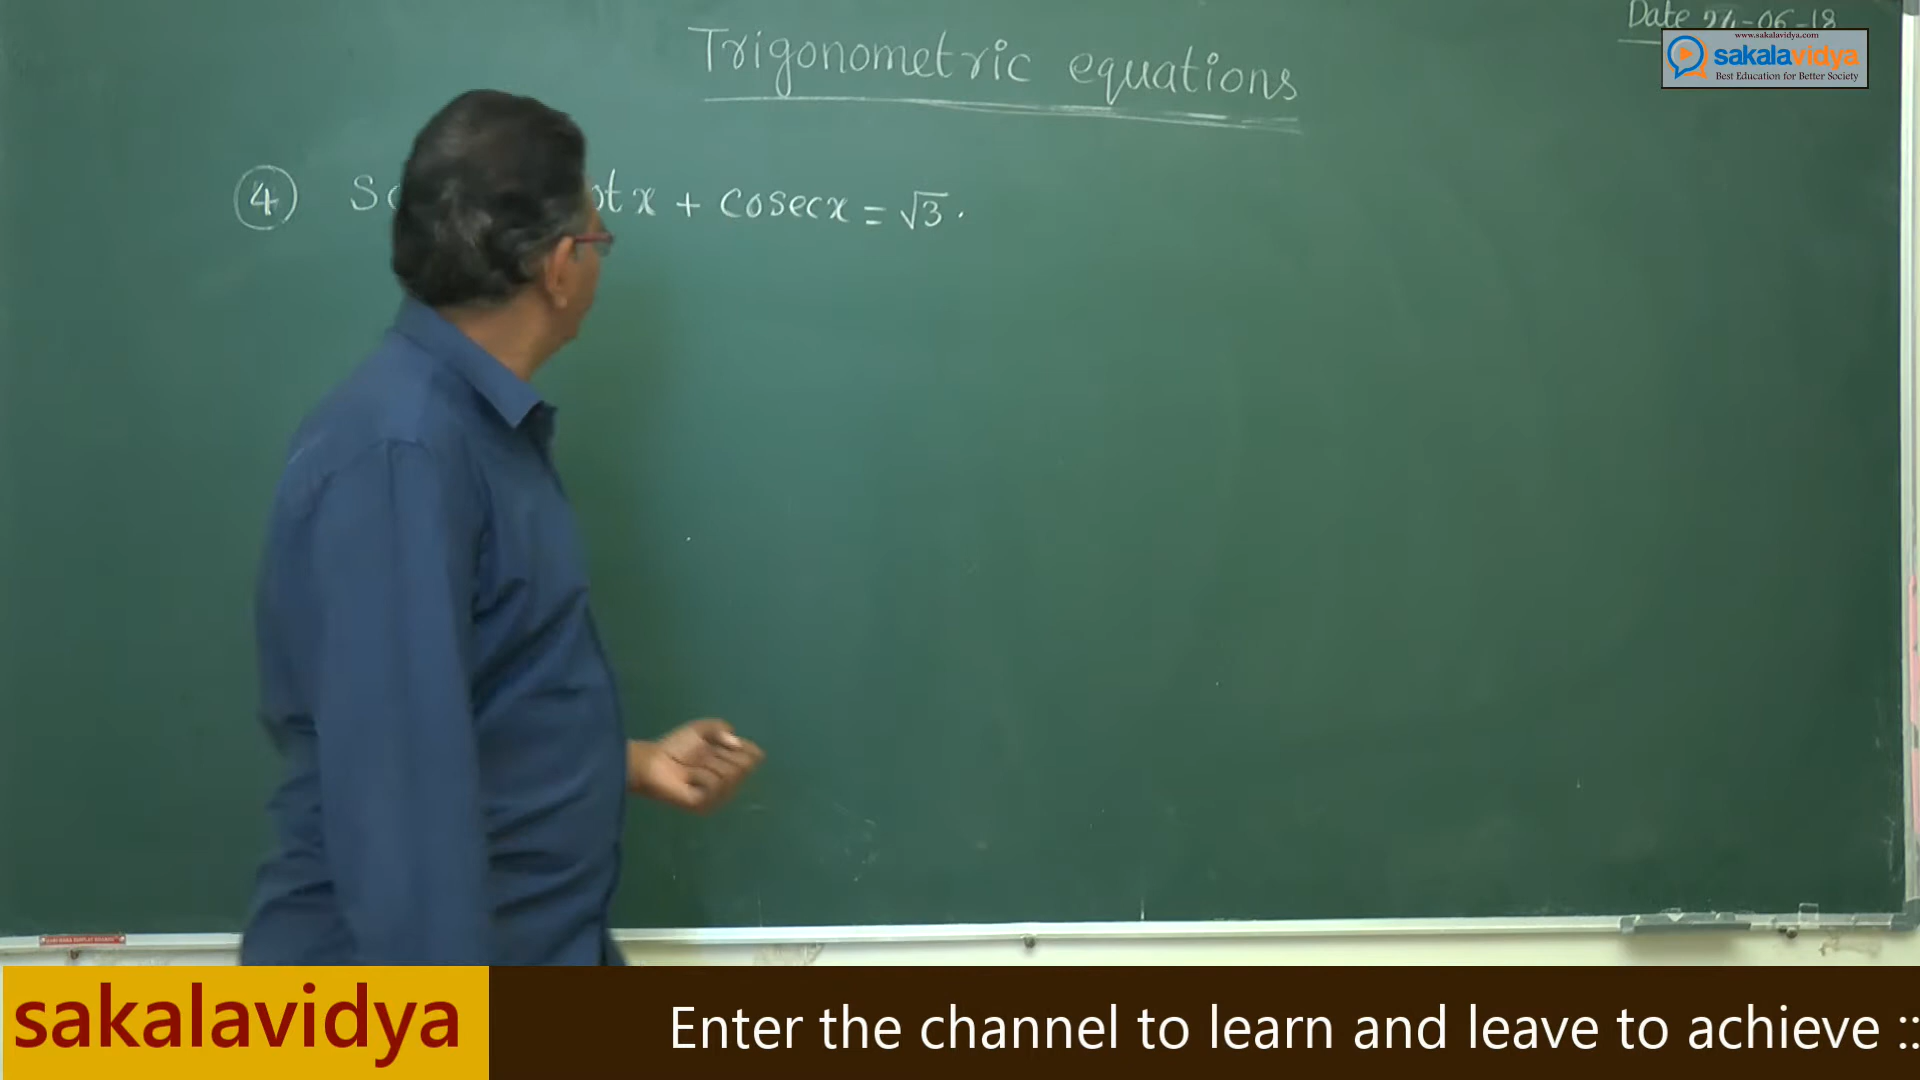 Date 24-06-18
www.sakalavidya.com
sakalavidya
Best Education for Better Society
Trigonometric equations
4 cosecx = √3.
sakalavidya
Enter the channel to learn and leave to achieve ::